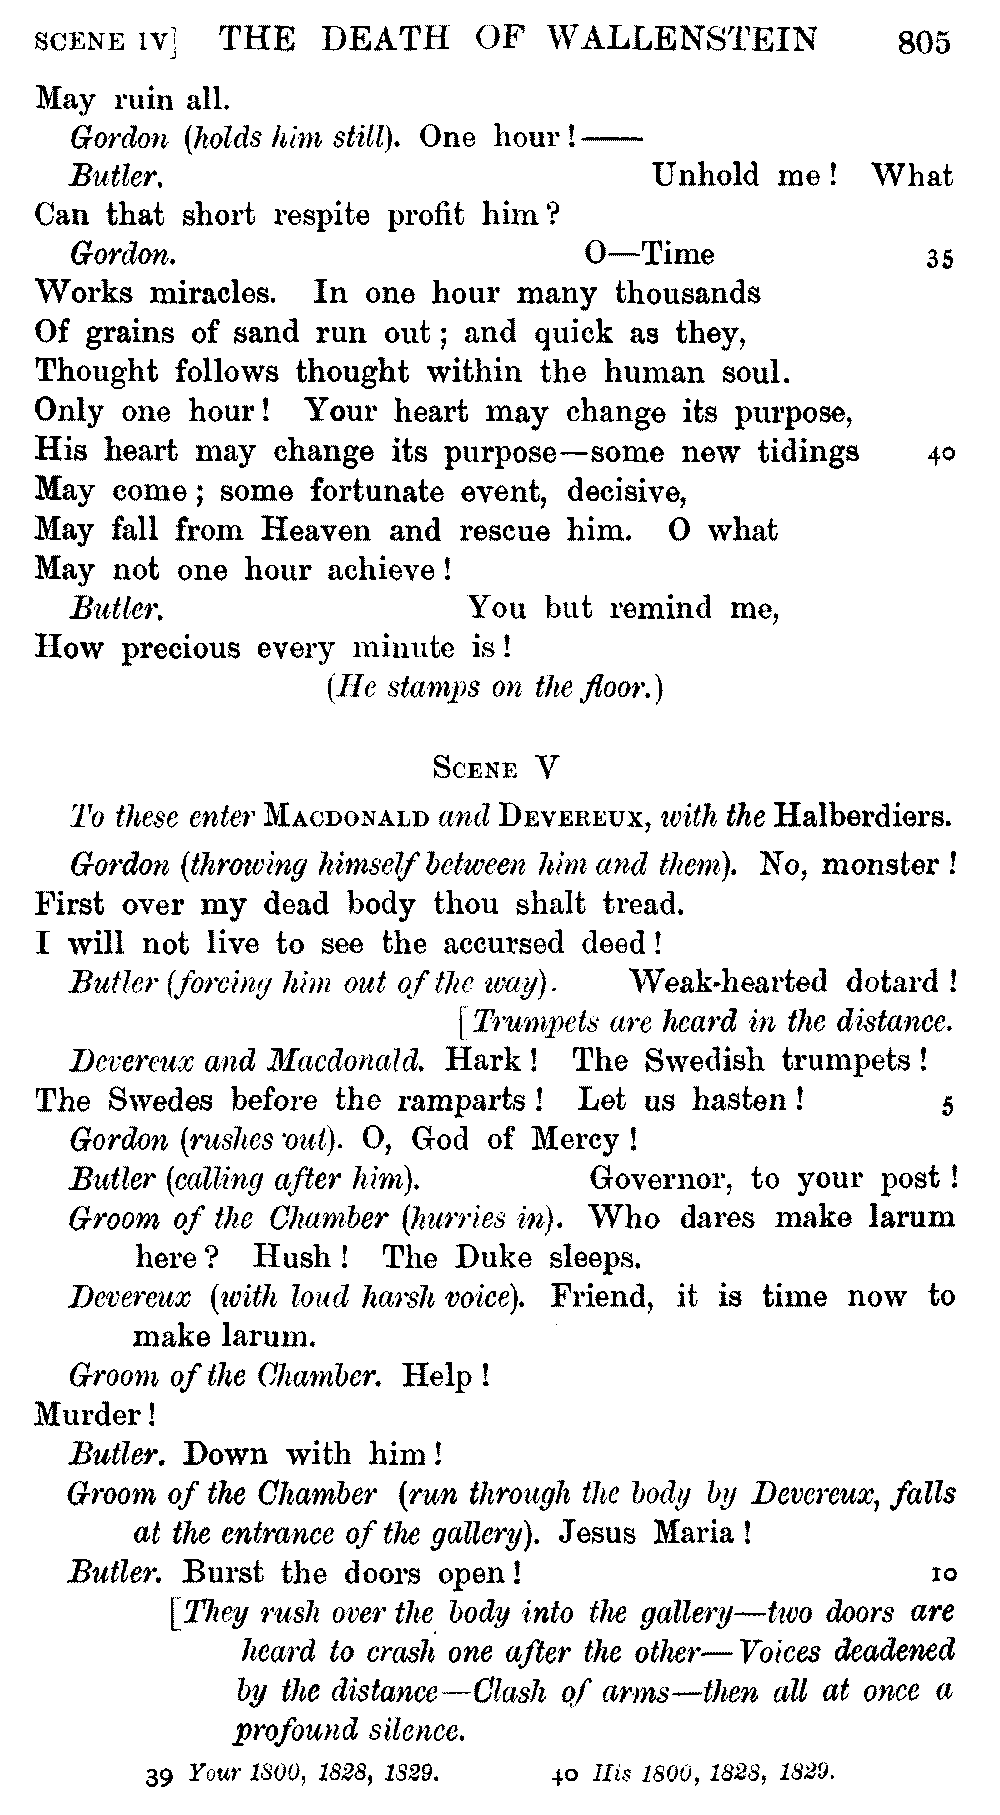 SCENE IV] THE DEATH OF WALLENSTEIN 805
May ruin all.
Gordon (holds him still). One hour!——
Butler. Unhold me! What
Can that short respite profit him?
Gordon. O—Time 35
Works miracles. In one hour many thousands
Of grains of sand run out; and quick as they,
Thought follows thought within the human soul.
Only one hour! Your heart may change its purpose,
His heart may change its purpose—some new tidings 40
May come; some fortunate event, decisive,
May fall from Heaven and rescue him. O what
May not one hour achieve!
Butler. You but remind me,
How precious every minute is!
(He stamps on the floor.)
SCENE V
To these enter MACDONALD and DEVEREUX, with the Halberdiers.
Gordon (throwing himself between him and them). No, monster!
First over my dead body thou shalt tread.
I will not live to see the accursed deed!
Butler (forcing him out of the way). Weak-hearted dotard!
[Trumpets are heard in the distance.
Devereux and Macdonald. Hark! The Swedish trumpets!
The Swedes before the ramparts! Let us hasten! 5
Gordon (rushes out). O, God of Mercy!
Butler (calling after him). Governor, to your post!
Groom of the Chamber (hurries in). Who dares make larum
here? Hush! The Duke sleeps.
Devereux (with loud harsh voice). Friend, it is time now to
make larum.
Groom of the Chamber. Help!
Murder!
Butler. Down with him!
Groom of the Chamber (run through the body by Devereux, falls
at the entrance of the gallery). Jesus Maria!
Butler. Burst the doors open! 10
[They rush over the body into the gallery—two doors are
heard to crash one after the other—Voices deadened
by the distance—Clash of arms—then all at once a
profound silence.
39 Your 1800, 1828, 1829. 40 His 1800, 1828, 1829.